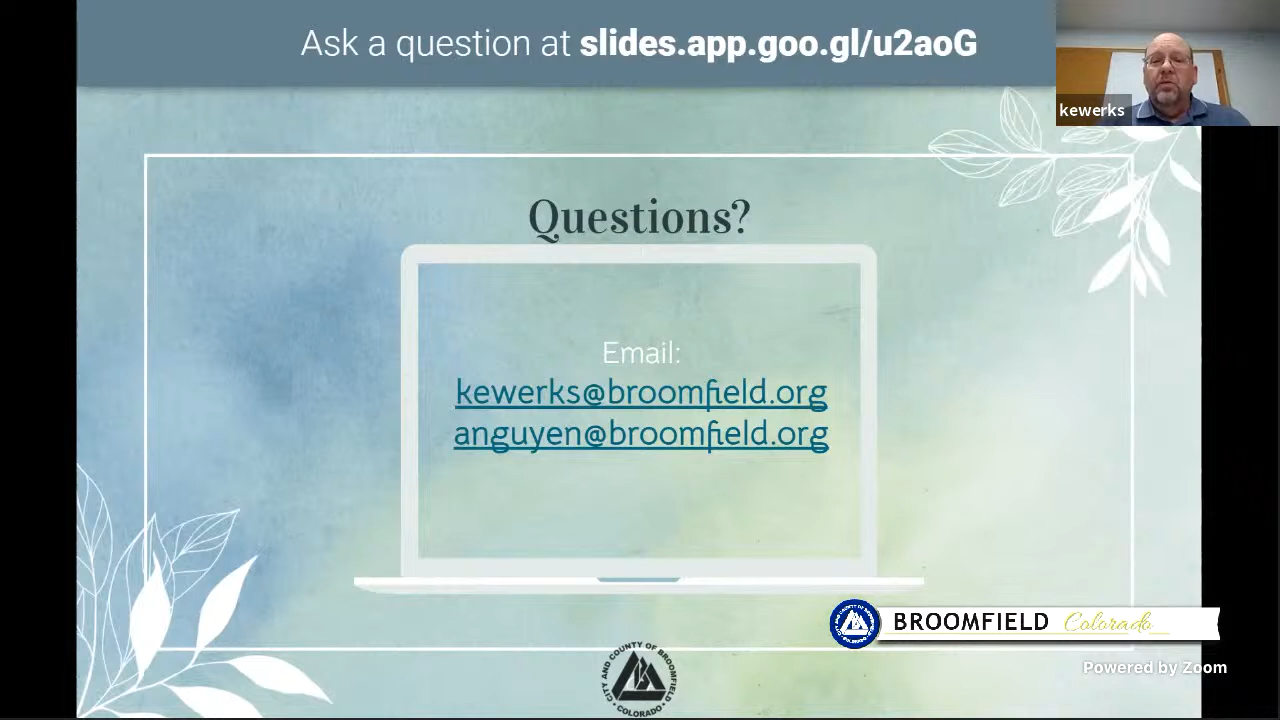 Ask a question at slides.app.goo.gl/u2aoG
kewerks
Questions?
Email:
kewerks@broomfield.org
anguyen@broomfield.org
BROOMFIELD Colorado
Powered by Zoom
CITY AND COUNTY OF BROOMFIELD
COLORADO